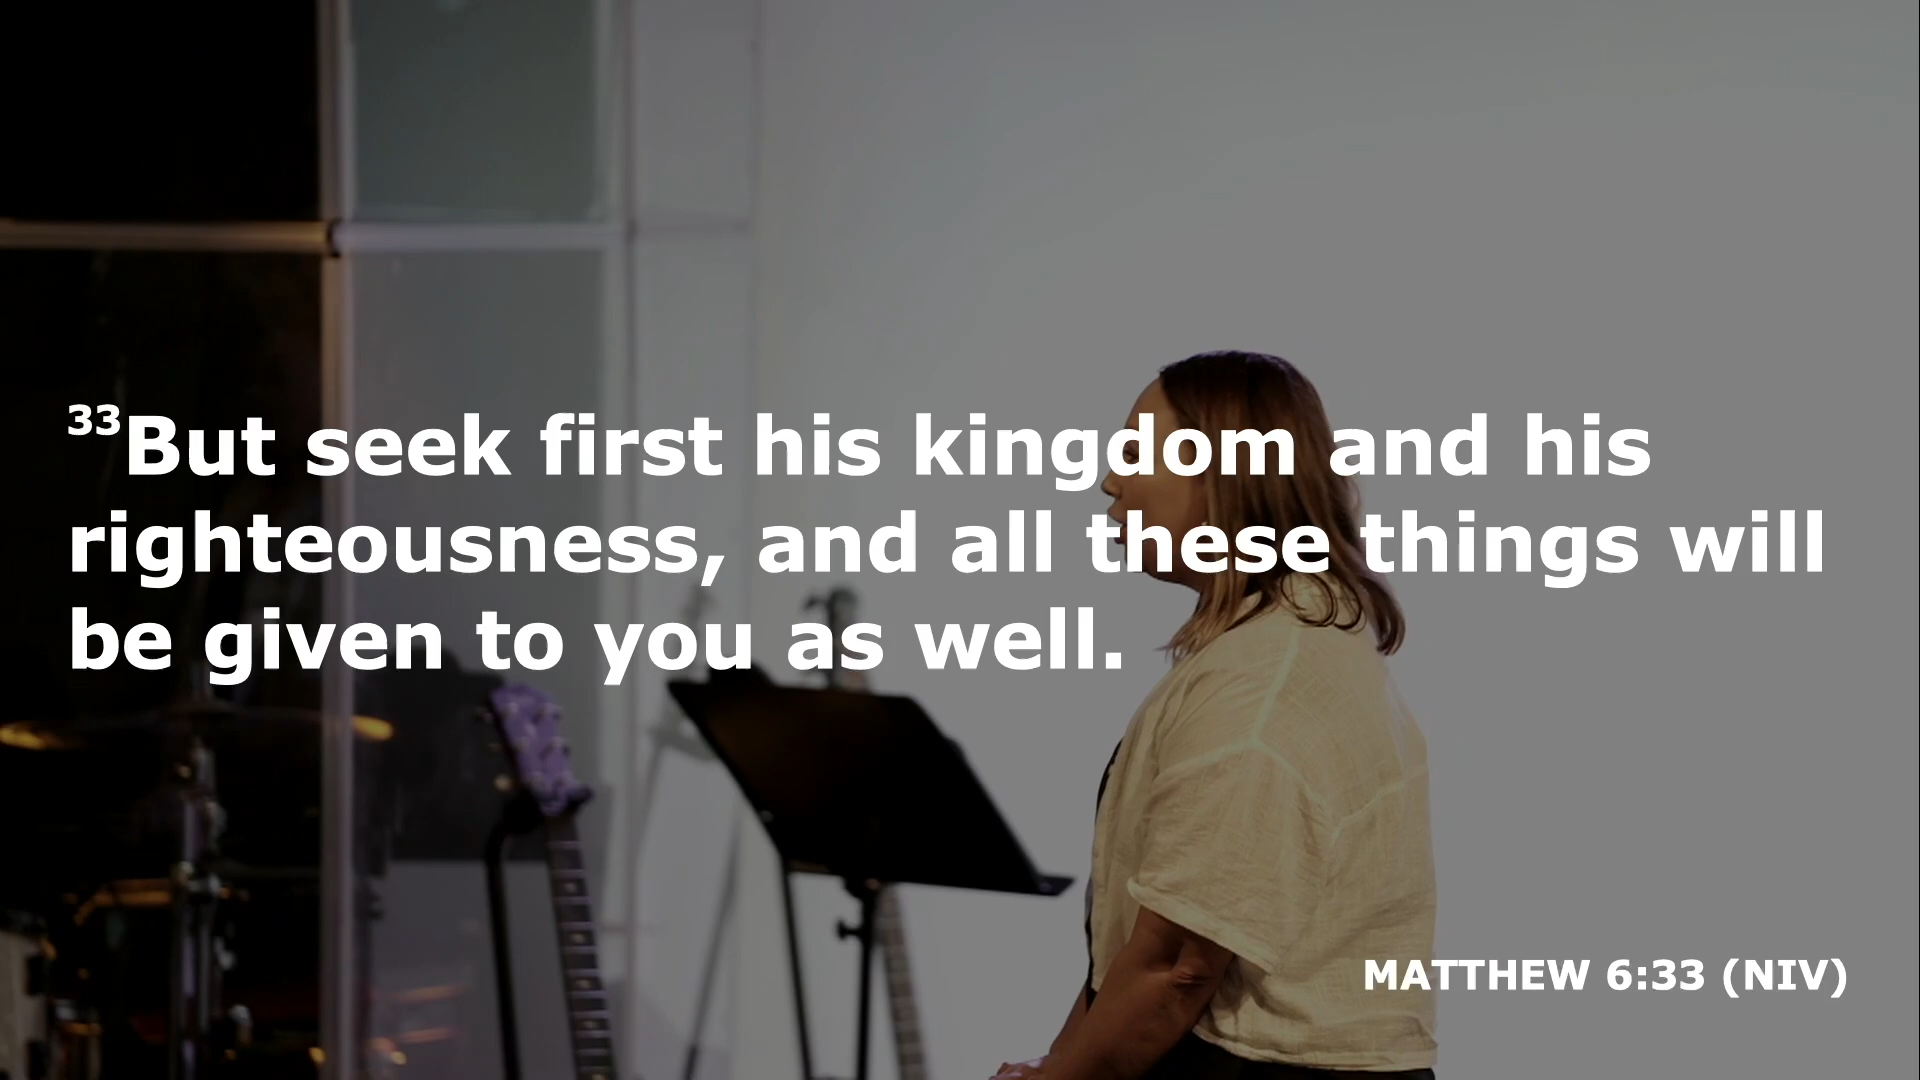 ³³But seek first his kingdom and his
righteousness, and all these things will
be given to you as well.
MATTHEW 6:33 (NIV)